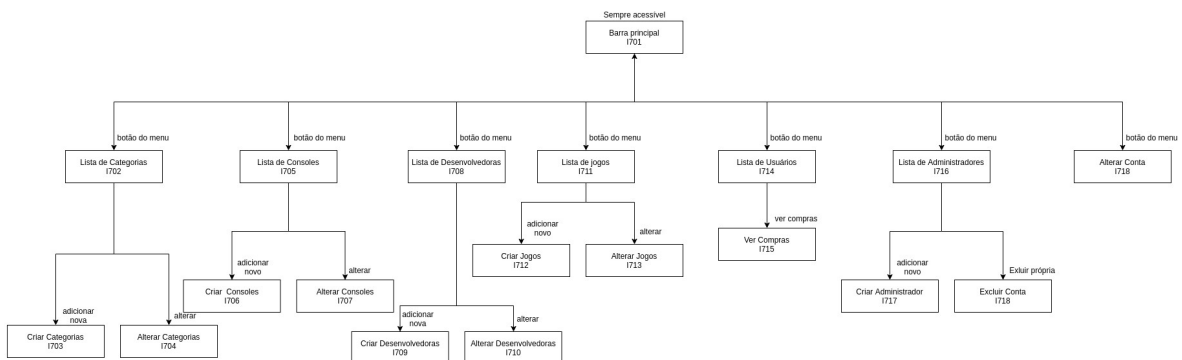 Sempre acessível
Barra principal
I701
botão do menu
botão do menu
botão do menu
botão do menu
botão do menu
botão do menu
botão do menu
Lista de Categorias
I702
Lista de Consoles
I705
Lista de Desenvolvedoras
I708
Lista de jogos
I711
Lista de Usuários
I714
Lista de Administradores
I716
Alterar Conta
I718
adicionar
novo
alterar
ver compras
Criar Jogos
I712
Alterar Jogos
I713
Ver Compras
I715
adicionar
novo
alterar
adicionar
novo
Exluir própria
Criar Consoles
I706
Alterar Consoles
I707
Criar Administrador
I717
Excluir Conta
I718
adicionar
nova
alterar
adicionar
nova
alterar
Criar Categorias
I703
Alterar Categorias
I704
Criar Desenvolvedoras
I709
Alterar Desenvolvedoras
I710